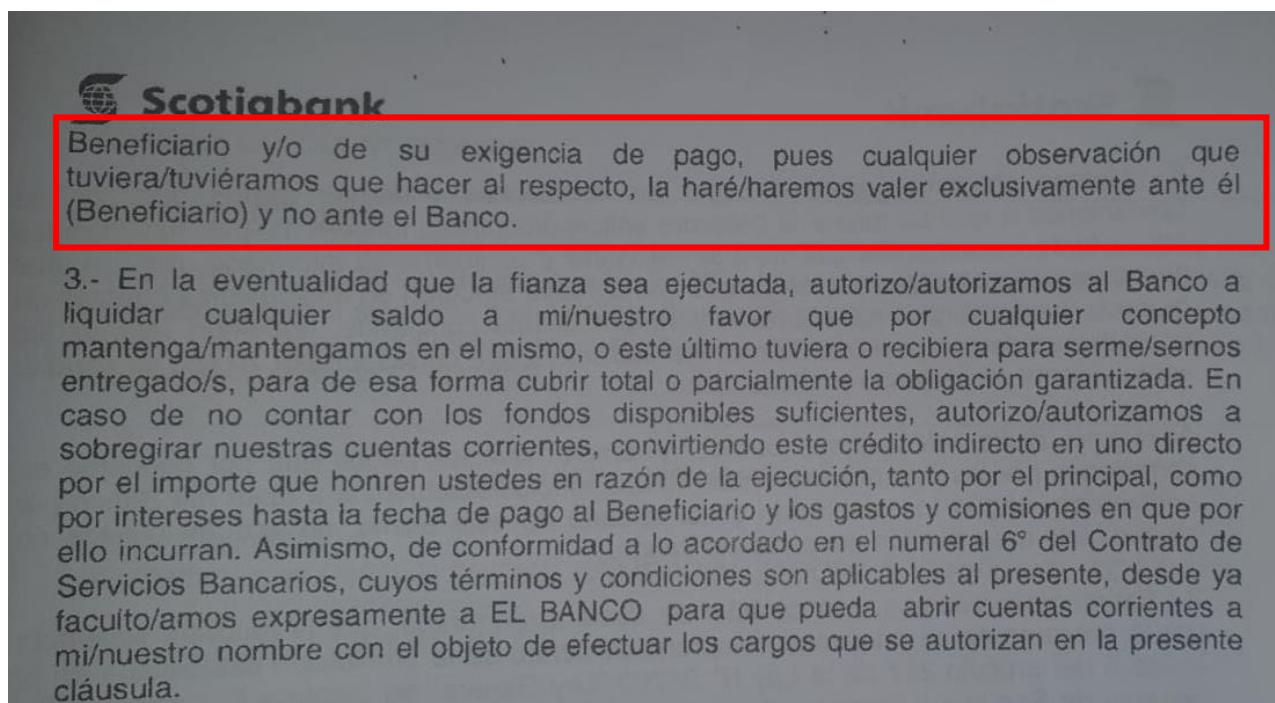 Scotiabank
Beneficiario y/o de su exigencia de pago, pues cualquier observación que
tuviera/tuviéramos que hacer al respecto, la haré/haremos valer exclusivamente ante él
(Beneficiario) y no ante el Banco.
3.- En la eventualidad que la fianza sea ejecutada, autorizo/autorizamos al Banco a
liquidar cualquier saldo a mi/nuestro favor que por cualquier concepto
mantenga/mantengamos en el mismo, o este último tuviera o recibiera para serme/sernos
entregado/s, para de esa forma cubrir total o parcialmente la obligación garantizada. En
caso de no contar con los fondos disponibles suficientes, autorizo/autorizamos a
sobregirar nuestras cuentas corrientes, convirtiendo este crédito indirecto en uno directo
por el importe que honren ustedes en razón de la ejecución, tanto por el principal, como
por intereses hasta la fecha de pago al Beneficiario y los gastos y comisiones en que por
ello incurran. Asimismo, de conformidad a lo acordado en el numeral 6° del Contrato de
Servicios Bancarios, cuyos términos y condiciones son aplicables al presente, desde ya
faculto/amos expresamente a EL BANCO para que pueda abrir cuentas corrientes a
mi/nuestro nombre con el objeto de efectuar los cargos que se autorizan en la presente
cláusula.